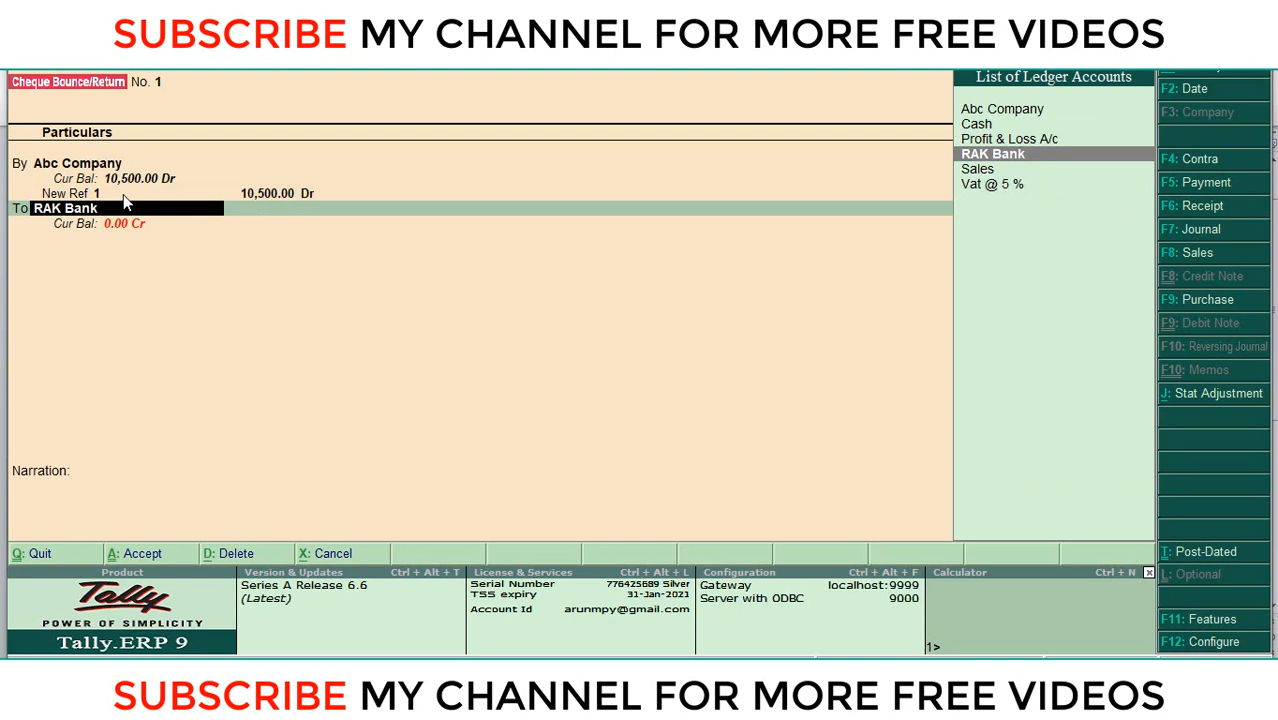 SUBSCRIBE MY CHANNEL FOR MORE FREE VIDEOS
Cheque Bounce/Return No. 1
Particulars
By Abc Company
Cur Bal: 10,500.00 Dr
New Ref 1 10,500.00 Dr
To RAK Bank
Cur Bal: 0.00 Cr
Narration:
List of Ledger Accounts
Abc Company
Cash
Profit & Loss A/c
RAK Bank
Sales
Vat @ 5 %
F2: Date
F3: Company
F4: Contra
F5: Payment
F6: Receipt
F7: Journal
F8: Sales
F8: Credit Note
F9: Purchase
F9: Debit Note
F10: Reversing Journal
F10: Memos
J: Stat Adjustment
T: Post-Dated
L: Optional
F11: Features
F12: Configure
Q: Quit A: Accept D: Delete X: Cancel
Product
Tally
POWER OF SIMPLICITY
Tally.ERP 9
Version & Updates Ctrl + Alt + T
Series A Release 6.6
(Latest)
License & Services Ctrl + Alt + L
Serial Number 776425689 Silver
TSS expiry 31-Jan-2021
Account Id arunmpy@gmail.com
Configuration Ctrl + Alt + F
Gateway localhost:9999
Server with ODBC 9000
Calculator Ctrl + N x
1>
SUBSCRIBE MY CHANNEL FOR MORE FREE VIDEOS